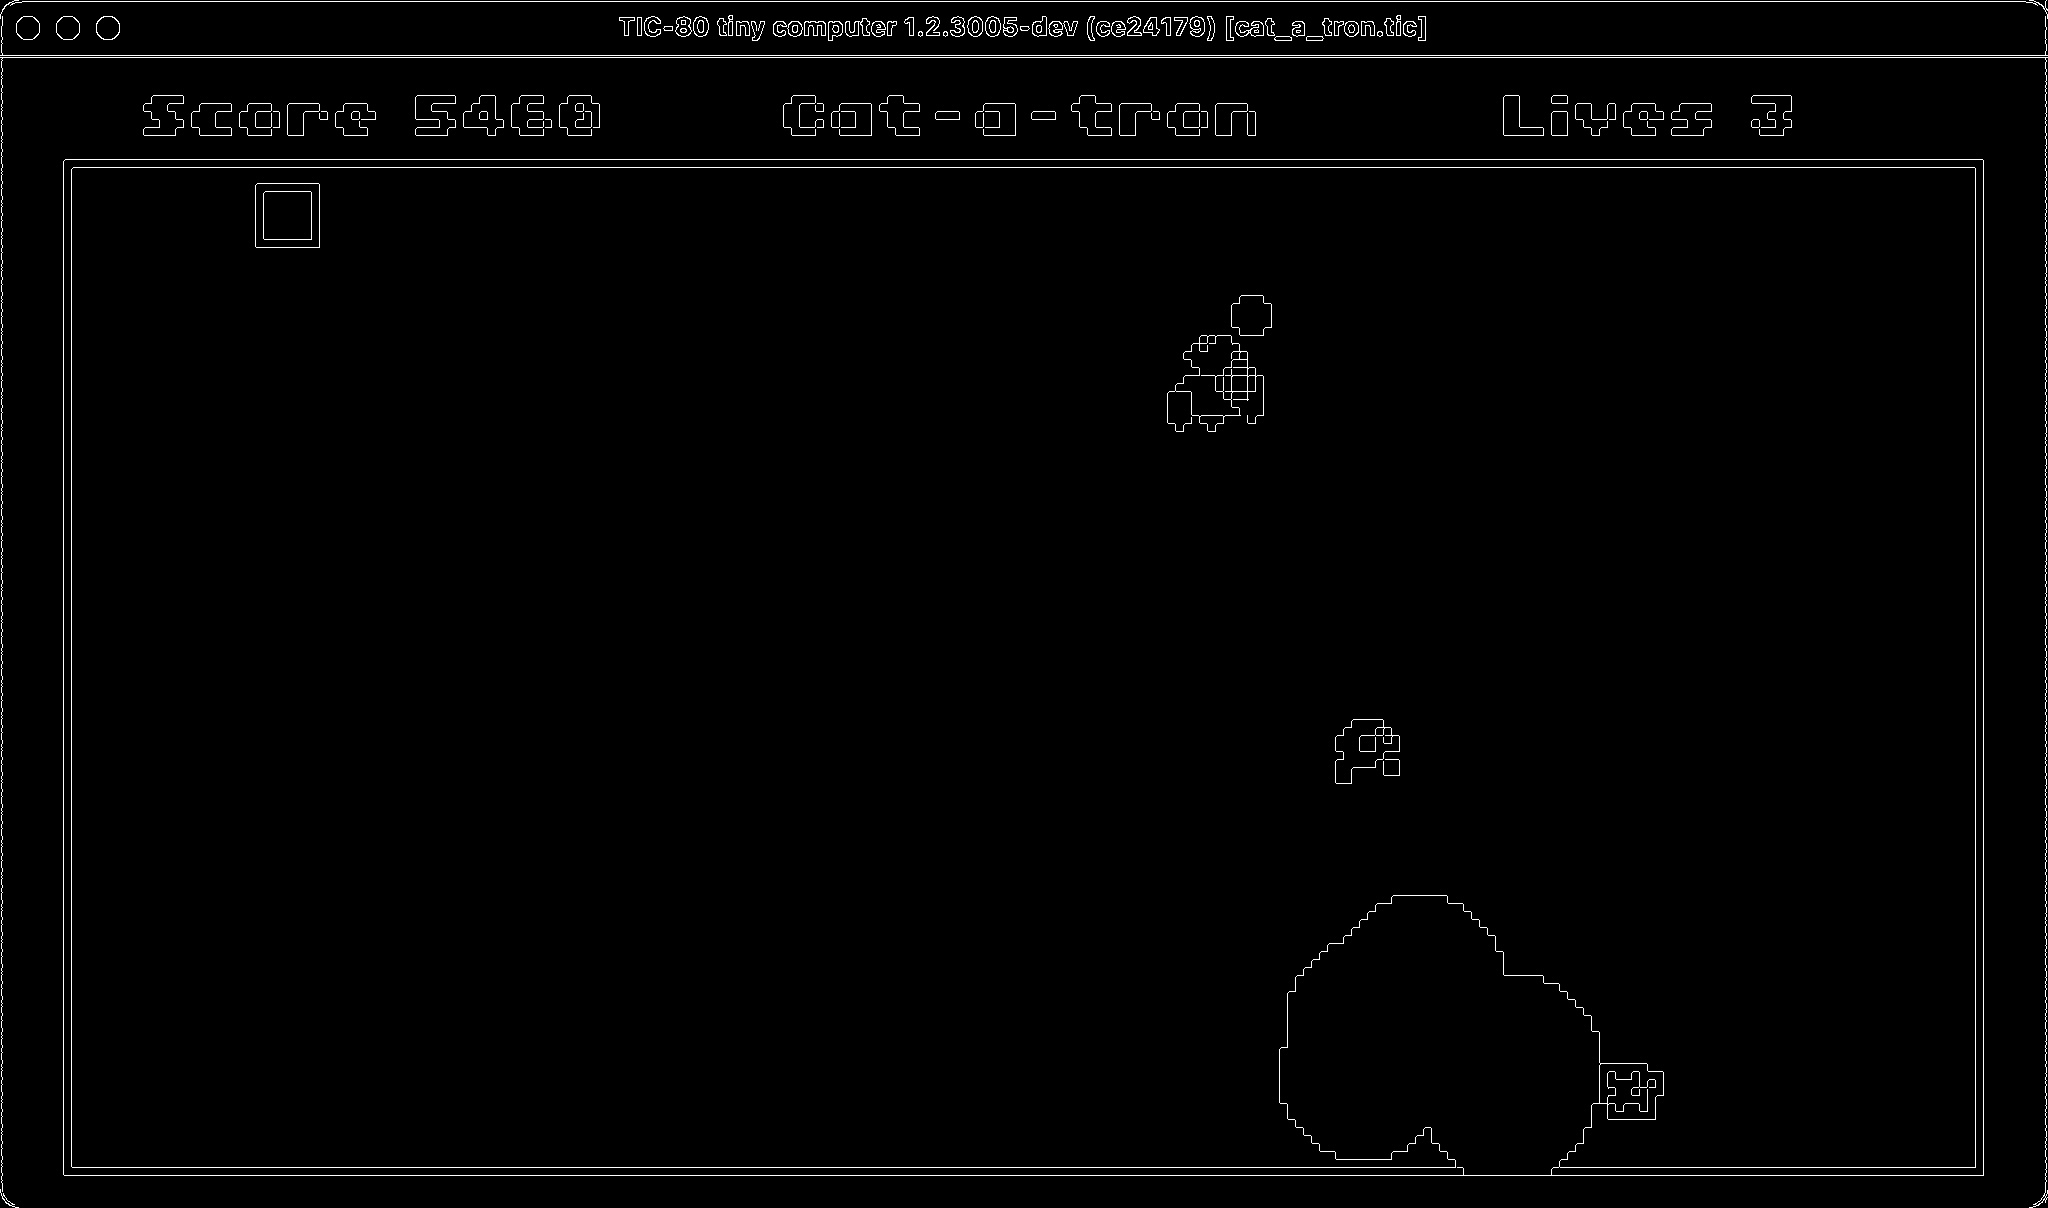 TIC-80 tiny computer 1.2.3005-dev (ce24179) [cat_a_tron.tic]
Score 5460 Cat-a-tron Lives 3